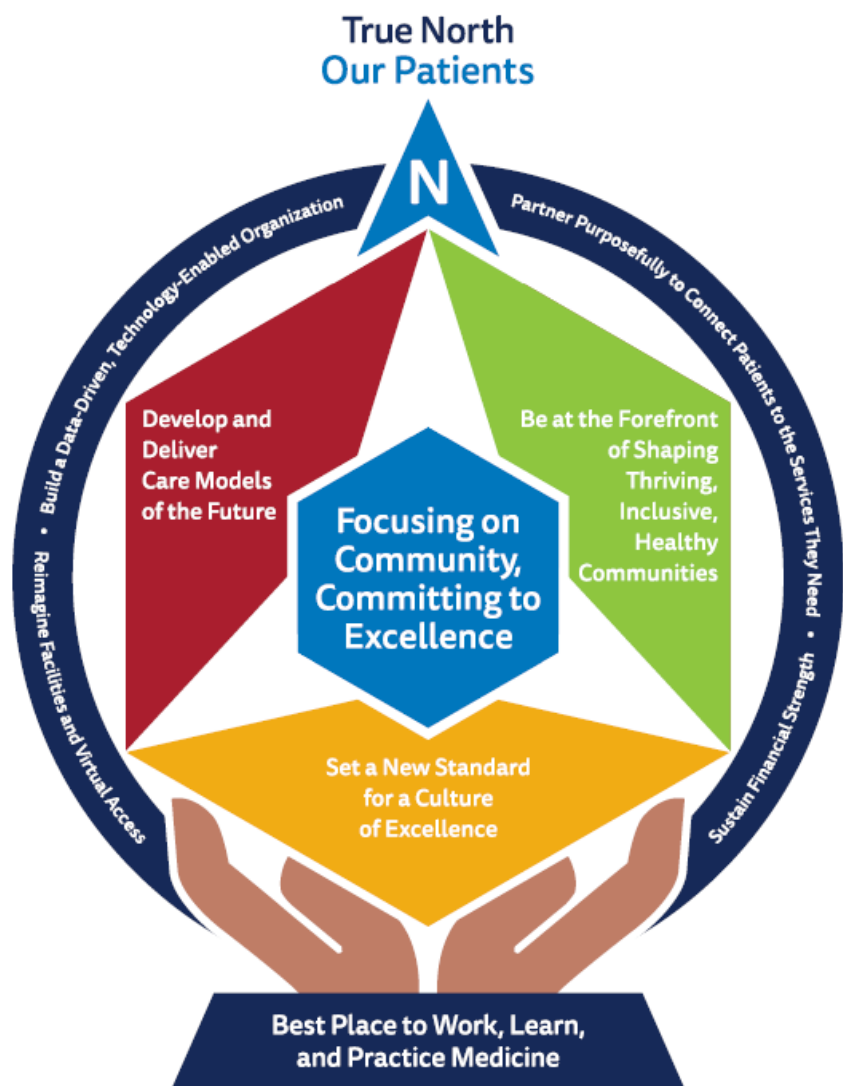 True North
Our Patients
N
Reimagine Facilities and Virtual Access • Build a Data-Driven, Technology-Enabled Organization
Partner Purposefully to Connect Patients to the Services They Need • Sustain Financial Strength
Develop and
Deliver
Care Models
of the Future
Be at the Forefront
of Shaping
Thriving,
Inclusive,
Healthy
Communities
Focusing on
Community,
Committing to
Excellence
Set a New Standard
for a Culture
of Excellence
Best Place to Work, Learn,
and Practice Medicine